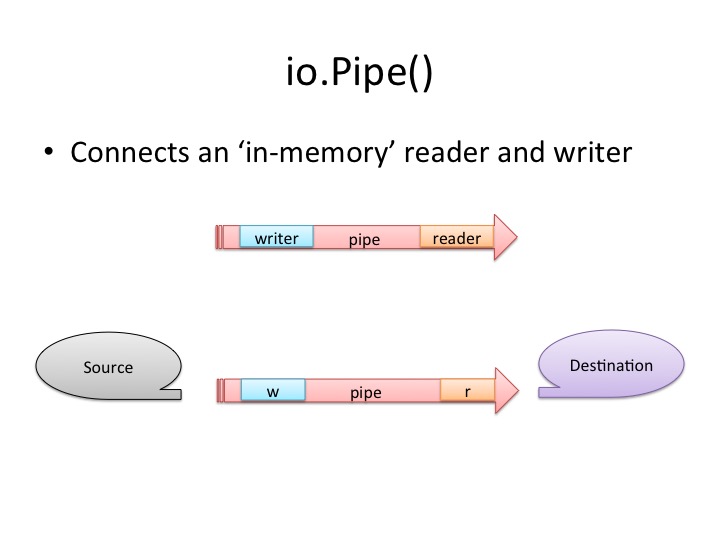 io.Pipe()
• Connects an ‘in-memory’ reader and writer
writer pipe reader
Source w pipe r Destination